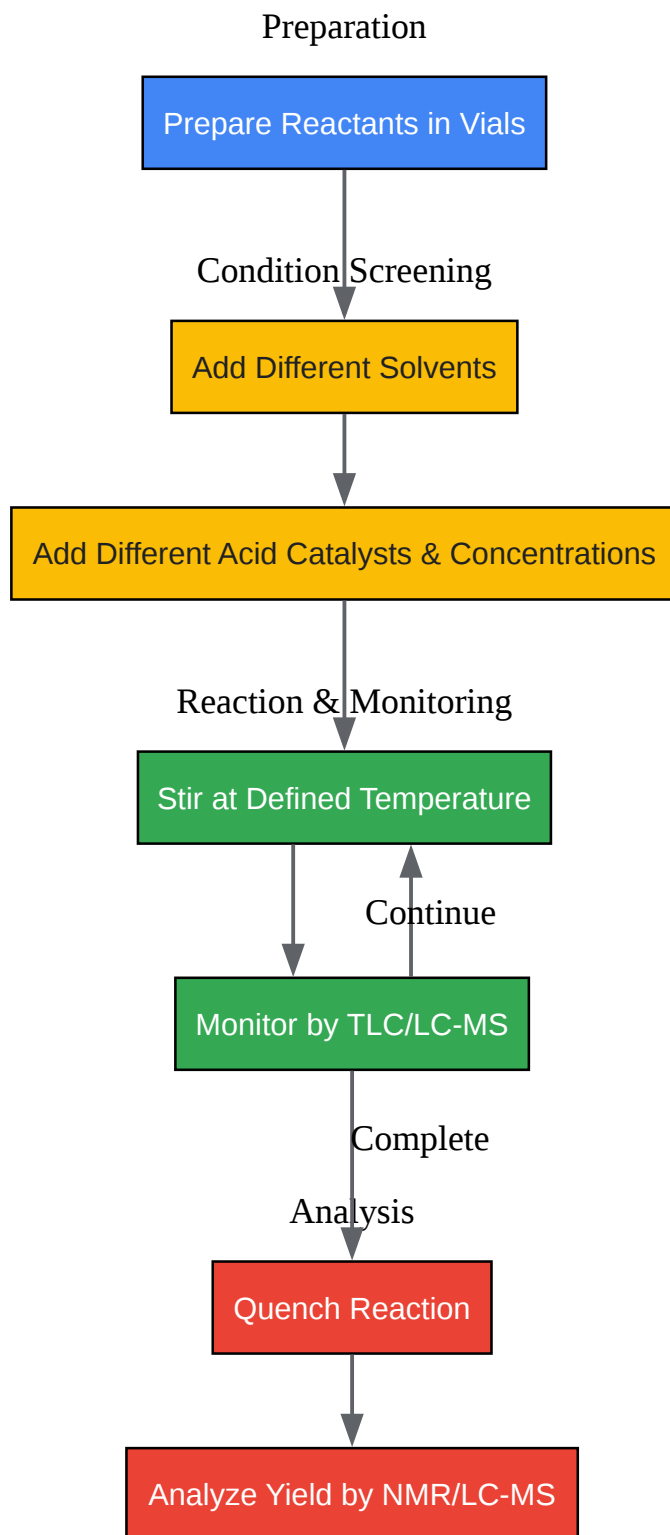 Preparation
Prepare Reactants in Vials
Condition Screening
Add Different Solvents
Add Different Acid Catalysts & Concentrations
Reaction & Monitoring
Stir at Defined Temperature
Continue
Monitor by TLC/LC-MS
Complete
Analysis
Quench Reaction
Analyze Yield by NMR/LC-MS